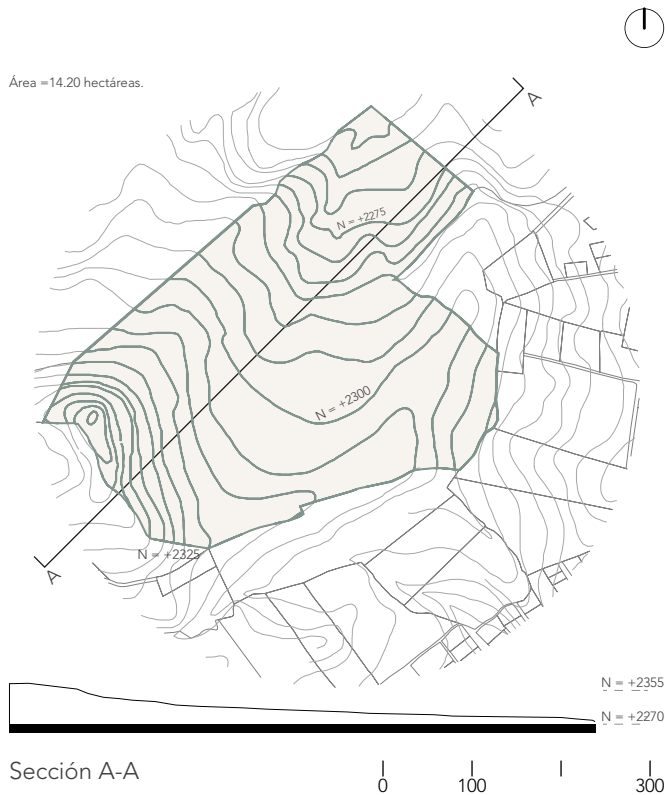 Área =14.20 hectáreas.
A
N = +2275
N = +2300
N = +2325
A
N = +2355
N = +2270
Sección A-A
0 100 300